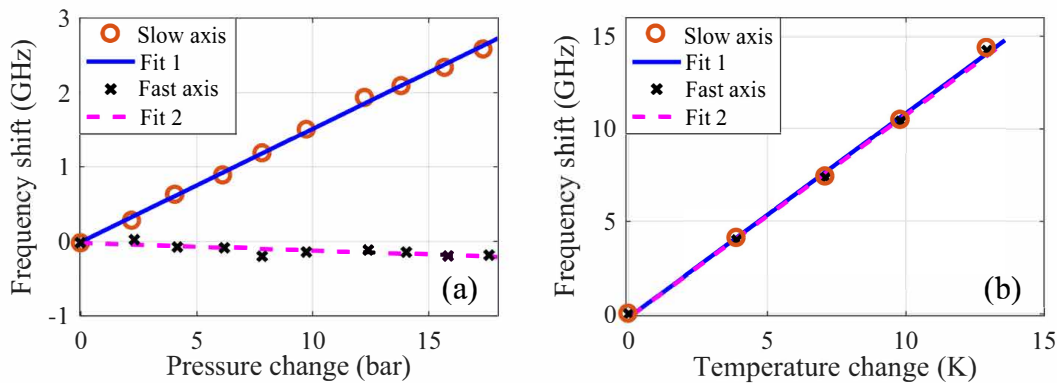 3
2
1
0
-1
0
5
10
15
Frequency shift (GHz)
Pressure change (bar)
Slow axis
Fit 1
Fast axis
Fit 2
(a)
15
10
5
0
0
5
10
15
Frequency shift (GHz)
Temperature change (K)
Slow axis
Fit 1
Fast axis
Fit 2
(b)